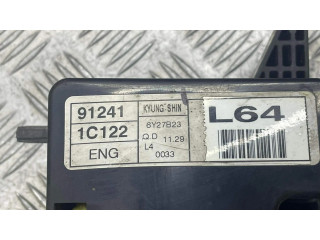 91241
1C122
ENG
KYUNG-SHIN
6Y27B23
Ω.D 11.29
L4
0033
L64